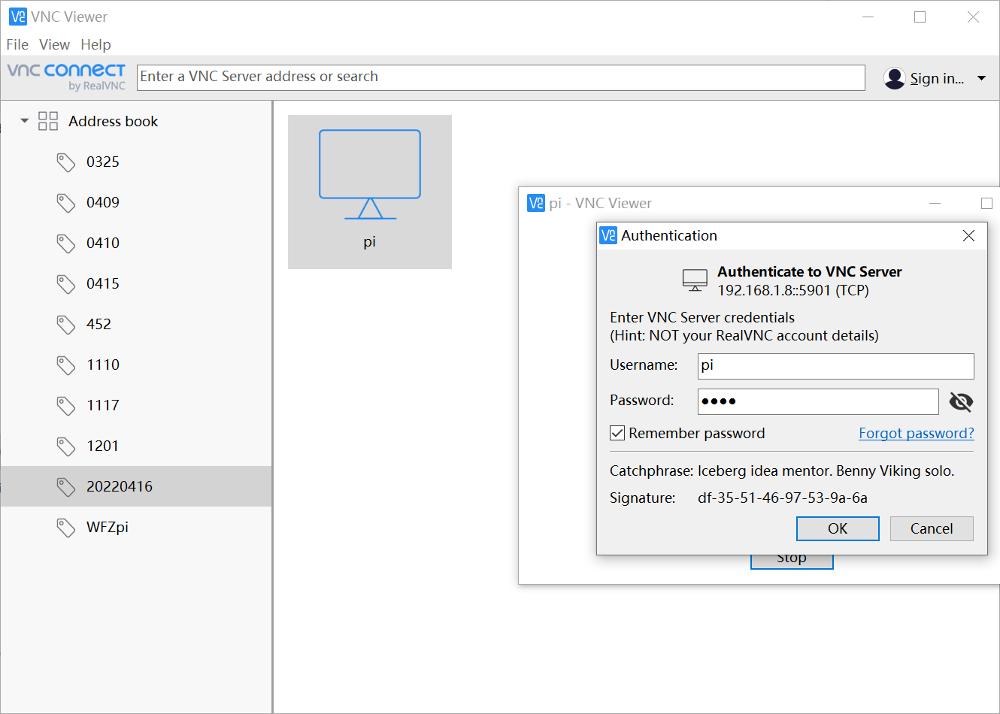 VNC Viewer
File View Help
vnc connect
by RealVNC
Enter a VNC Server address or search
Sign in...
Address book
0325
0409
0410
0415
452
1110
1117
1201
20220416
WFZpi
pi
pi - VNC Viewer
Authentication
Authenticate to VNC Server
192.168.1.8::5901 (TCP)
Enter VNC Server credentials
(Hint: NOT your RealVNC account details)
Username: pi
Password: ●●●●
Remember password Forgot password?
Catchphrase: Iceberg idea mentor. Benny Viking solo.
Signature: df-35-51-46-97-53-9a-6a
OK Cancel
Stop